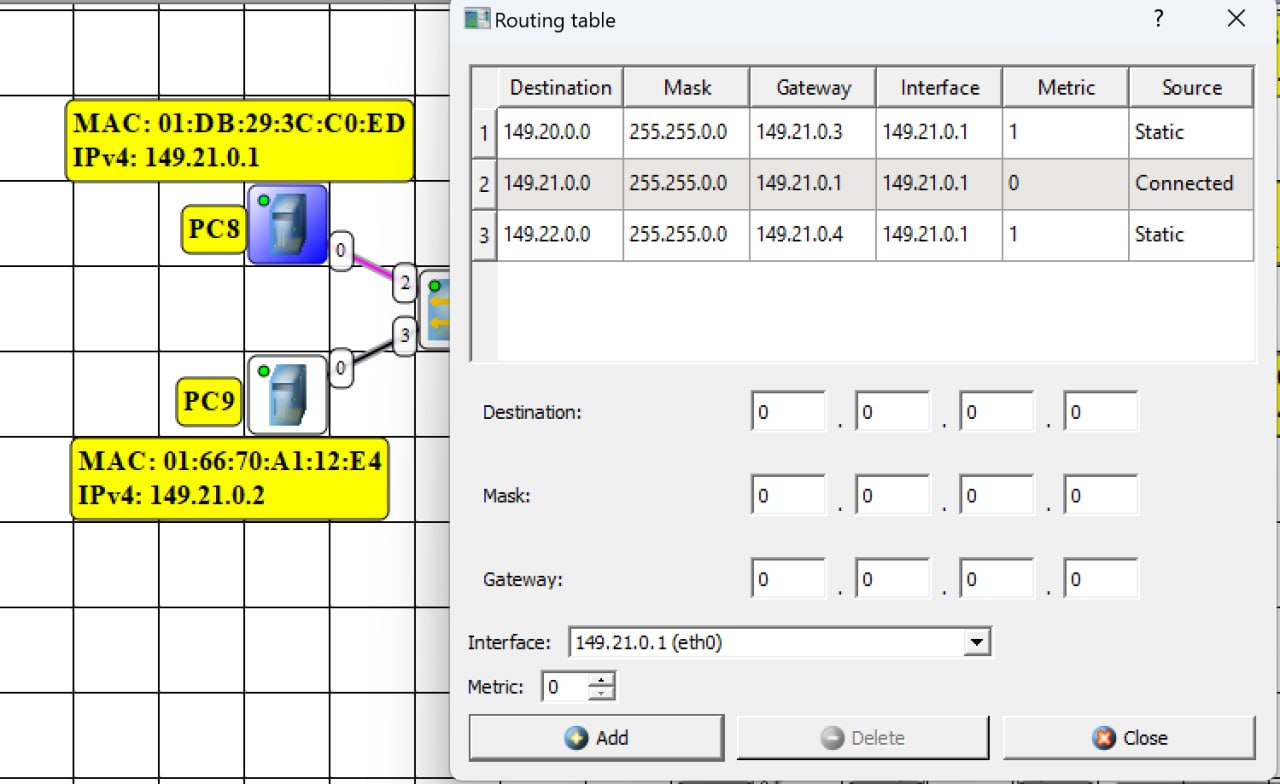 Routing table
?
MAC: 01:DB:29:3C:C0:ED
IPv4: 149.21.0.1
PC8
0
2
3
0
PC9
MAC: 01:66:70:A1:12:E4
IPv4: 149.21.0.2
Destination Mask Gateway Interface Metric Source
1 149.20.0.0 255.255.0.0 149.21.0.3 149.21.0.1 1 Static
2 149.21.0.0 255.255.0.0 149.21.0.1 149.21.0.1 0 Connected
3 149.22.0.0 255.255.0.0 149.21.0.4 149.21.0.1 1 Static
Destination: 0 . 0 . 0 . 0
Mask: 0 . 0 . 0 . 0
Gateway: 0 . 0 . 0 . 0
Interface: 149.21.0.1 (eth0)
Metric: 0
Add Delete Close